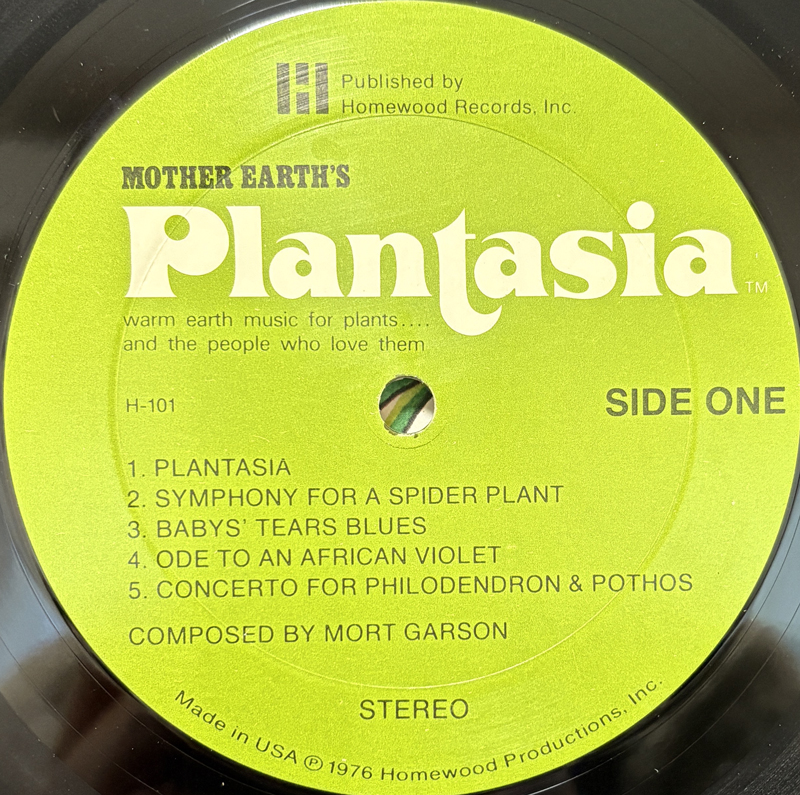 Published by
Homewood Records, Inc.
MOTHER EARTH'S
Plantasia TM
warm earth music for plants....
and the people who love them
H-101
SIDE ONE
1. PLANTASIA
2. SYMPHONY FOR A SPIDER PLANT
3. BABYS' TEARS BLUES
4. ODE TO AN AFRICAN VIOLET
5. CONCERTO FOR PHILODENDRON & POTHOS
COMPOSED BY MORT GARSON
STEREO
Made in USA ℗ 1976 Homewood Productions, Inc.